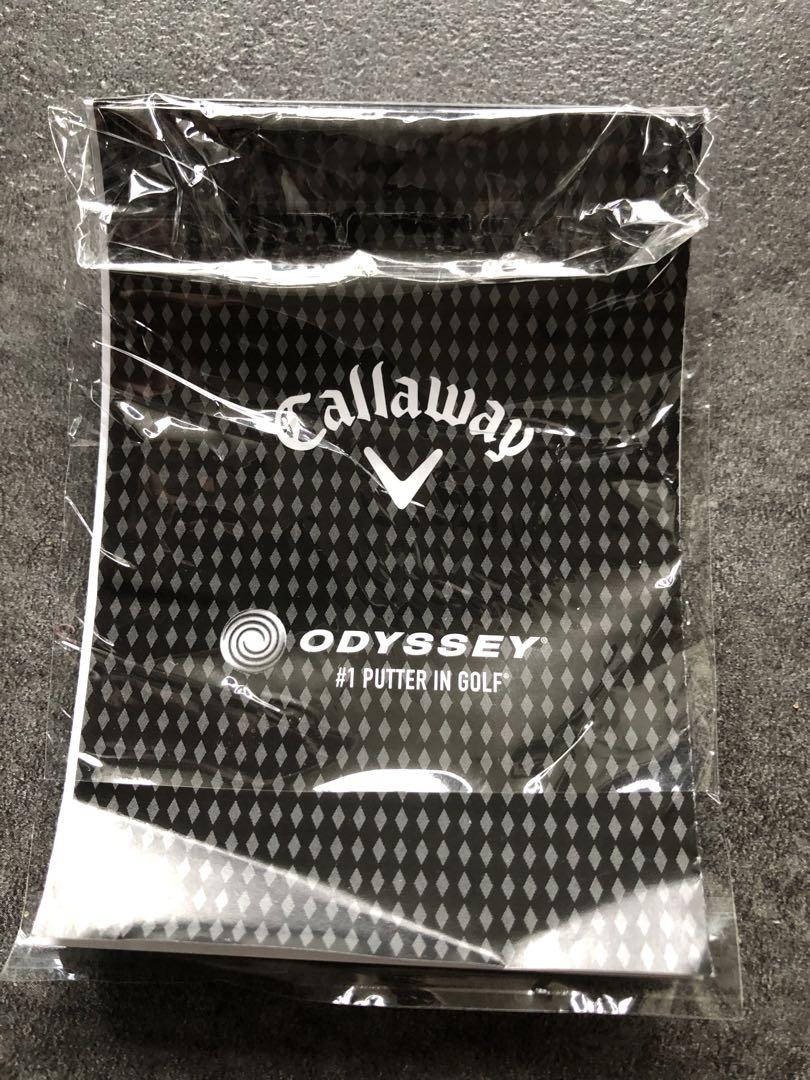 Callaway
ODYSSEY®
#1 PUTTER IN GOLF®